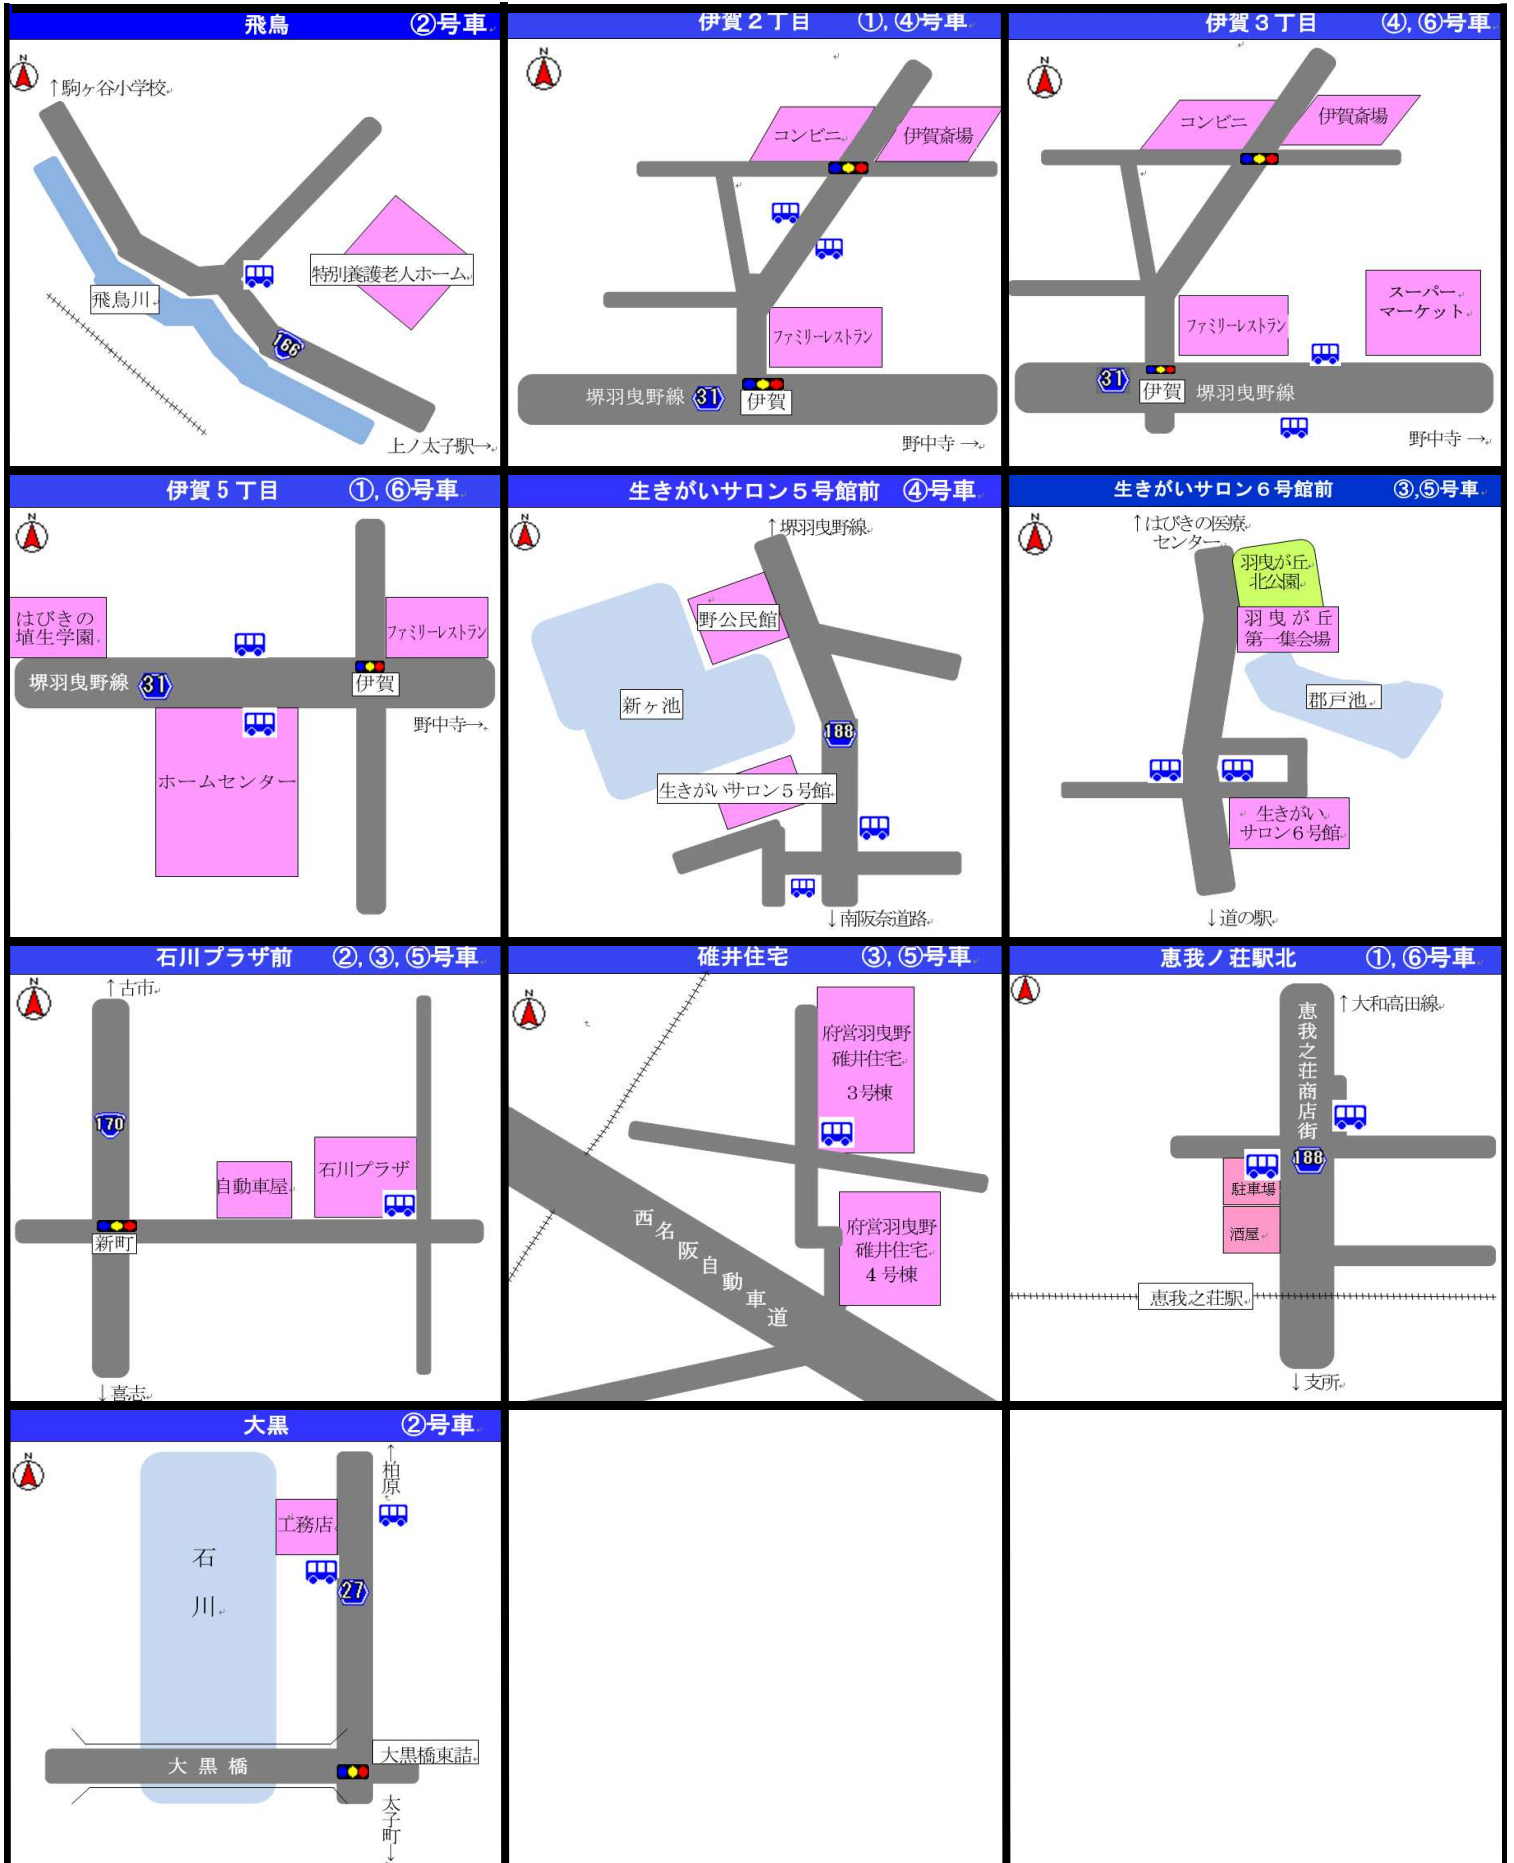 飛鳥 ②号車
N
↑駒ヶ谷小学校
特別養護老人ホーム
飛鳥川
166
上ノ太子駅→
伊賀2丁目 ①,④号車
N
コンビニ
伊賀斎場
ファミリーレストラン
堺羽曳野線 31 伊賀
野中寺 →
伊賀3丁目 ④,⑥号車
N
コンビニ
伊賀斎場
スーパー
マーケット
ファミリーレストラン
31 伊賀 堺羽曳野線
野中寺 →
伊賀5丁目 ①,⑥号車
N
はびきの
埴生学園
ファミリーレストラン
堺羽曳野線 31 伊賀
野中寺→
ホームセンター
生きがいサロン5号館前 ④号車
N
↑堺羽曳野線
野公民館
新ヶ池
188
生きがいサロン5号館
↓南阪奈道路
生きがいサロン6号館前 ③,⑤号車
N
↑はびきの医療
センター
羽曳が丘
北公園
羽曳が丘
第一集会場
郡戸池
生きがい
サロン6号館
↓道の駅
石川プラザ前 ②,③,⑤号車
N
↑古市
170
石川プラザ
自動車屋
新町
↓喜志
碓井住宅 ③,⑤号車
N
府営羽曳野
碓井住宅
3号棟
西名阪自動車道
府営羽曳野
碓井住宅
4号棟
恵我ノ荘駅北 ①,⑥号車
N
恵我之荘商店街
↑大和高田線
188
駐車場
酒屋
恵我之荘駅
↓支所
大黒 ②号車
N
↑柏原
工務店
石川
27
大黒橋東詰
大黒橋
太子町↓